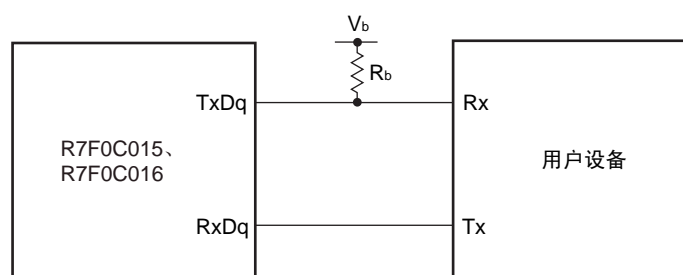 Vb
Rb
TxDq
Rx
R7F0C015、
R7F0C016
用户设备
RxDq
Tx